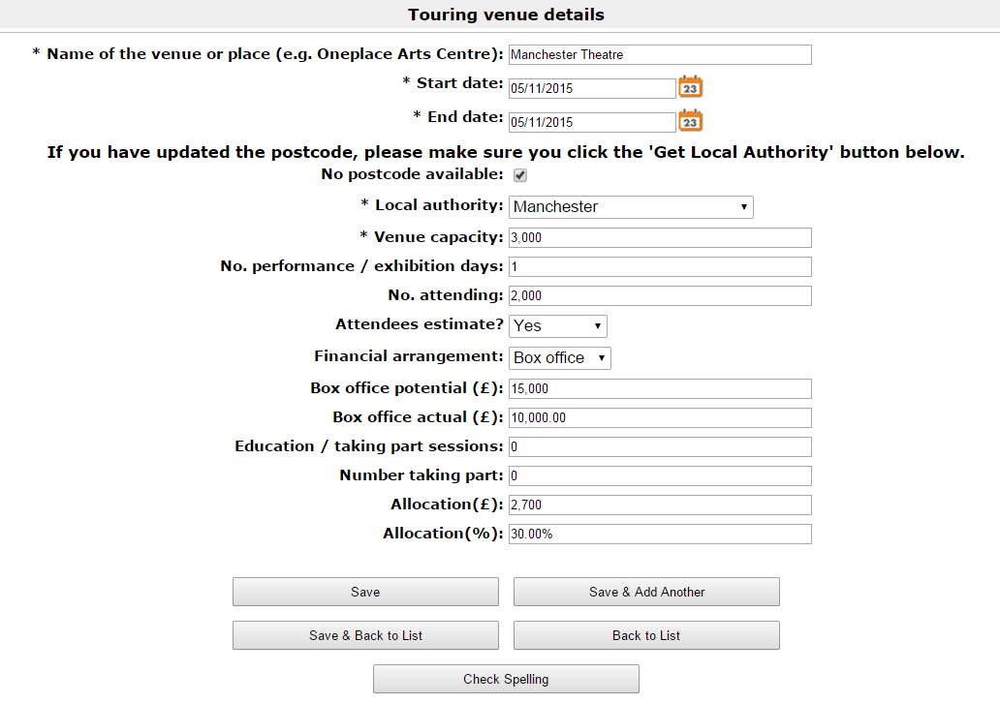 Touring venue details
* Name of the venue or place (e.g. Oneplace Arts Centre): Manchester Theatre
* Start date: 05/11/2015 23
* End date: 05/11/2015 23
If you have updated the postcode, please make sure you click the 'Get Local Authority' button below.
No postcode available:
* Local authority: Manchester
* Venue capacity: 3,000
No. performance / exhibition days: 1
No. attending: 2,000
Attendees estimate? Yes
Financial arrangement: Box office
Box office potential (£): 15,000
Box office actual (£): 10,000.00
Education / taking part sessions: 0
Number taking part: 0
Allocation(£): 2,700
Allocation(%): 30.00%
Save Save & Add Another
Save & Back to List Back to List
Check Spelling